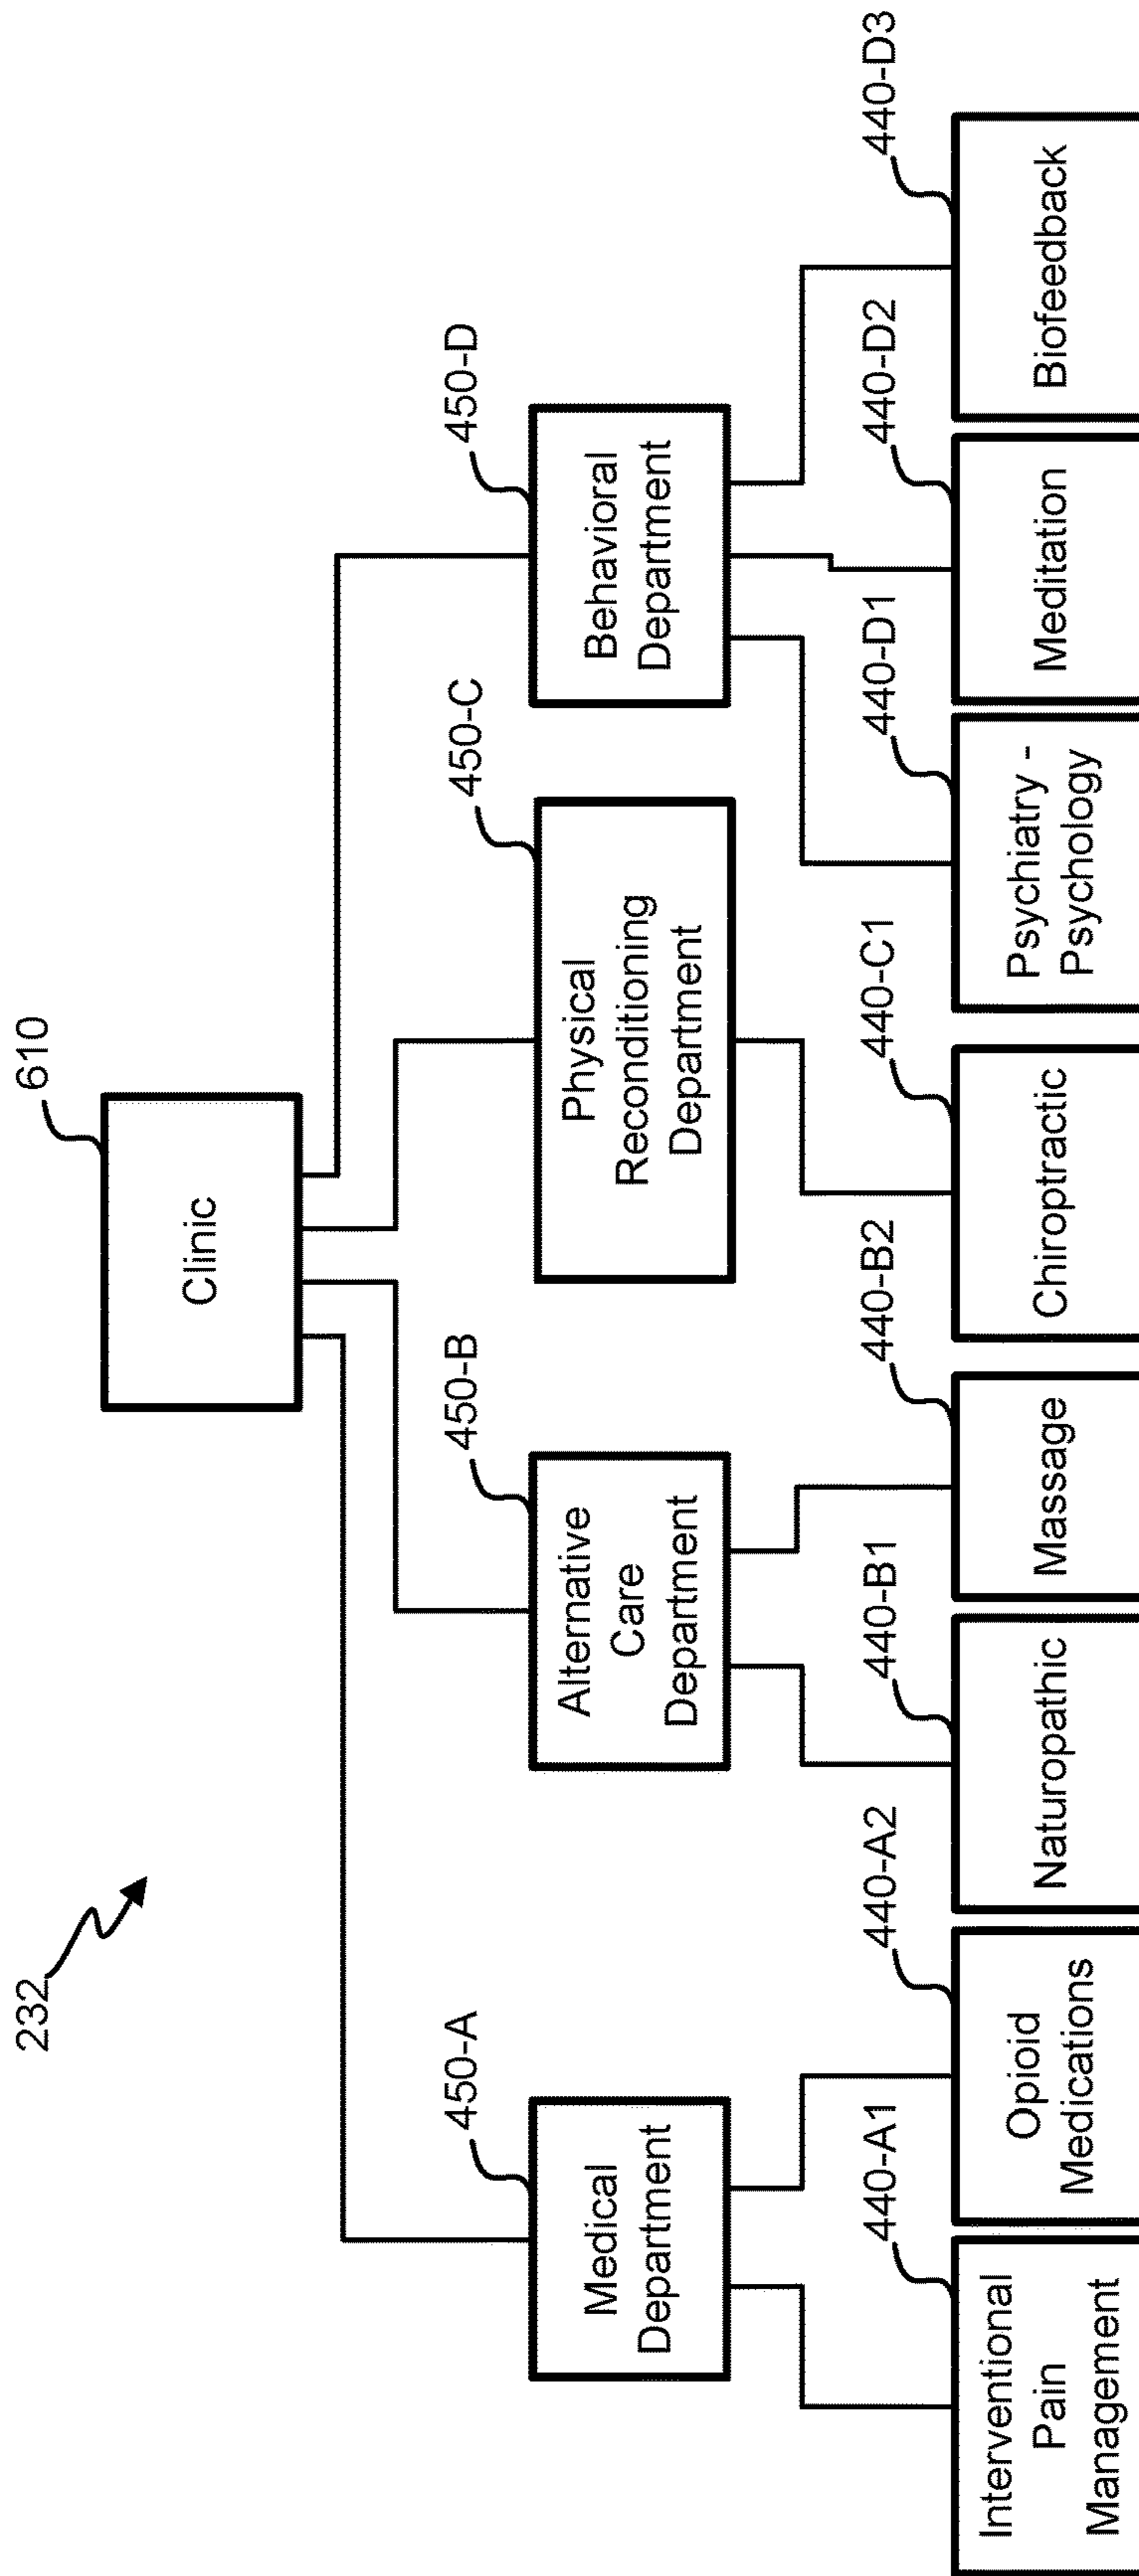 232
610
Clinic
450-A
Medical
Department
450-B
Alternative
Care
Department
450-C
Physical
Reconditioning
Department
450-D
Behavioral
Department
440-A1
Interventional
Pain
Management
440-A2
Opioid
Medications
440-B1
Naturopathic
440-B2
Massage
440-C1
Chiroptractic
440-D1
Psychiatry -
Psychology
440-D2
Meditation
440-D3
Biofeedback